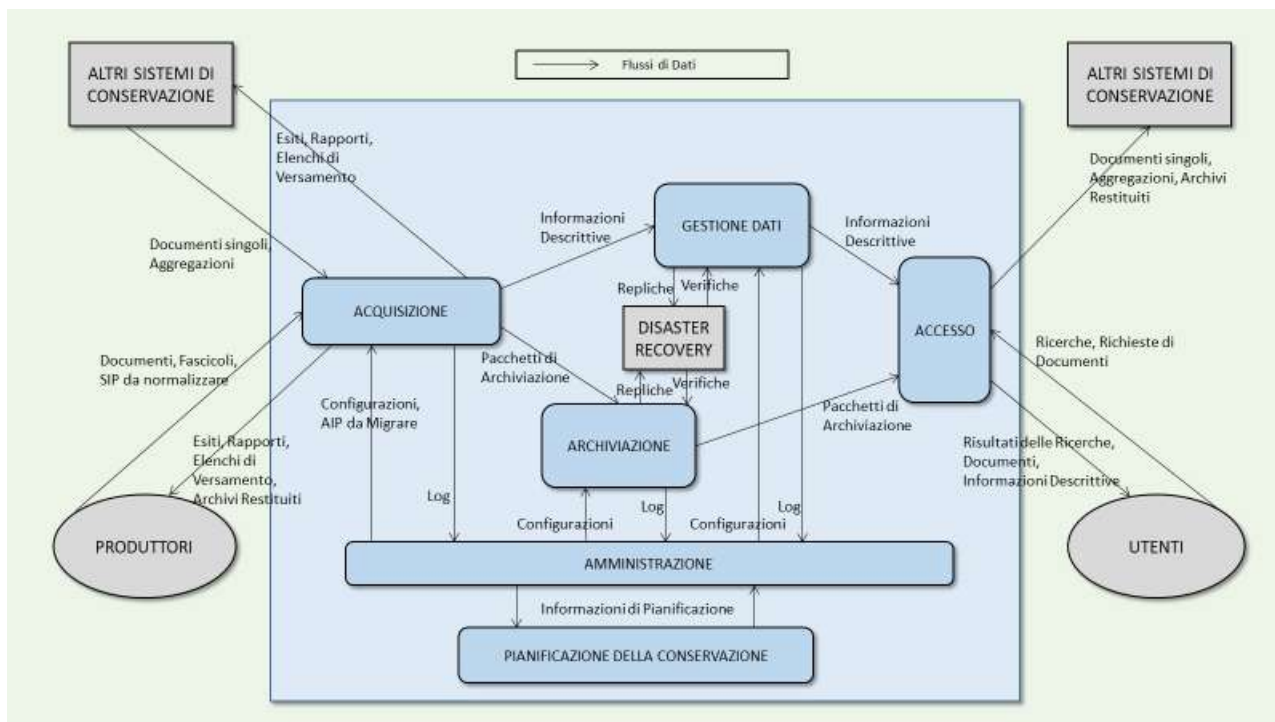 ALTRI SISTEMI DI
CONSERVAZIONE
Flussi di Dati
ALTRI SISTEMI DI
CONSERVAZIONE
Esiti, Rapporti,
Elenchi di
Versamento
Documenti singoli,
Aggregazioni, Archivi
Restituiti
Documenti singoli,
Aggregazioni
Informazioni
Descrittive
GESTIONE DATI
Informazioni
Descrittive
Repliche
Verifiche
ACQUISIZIONE
DISASTER
RECOVERY
ACCESSO
Documenti, Fascicoli,
SIP da normalizzare
Pacchetti di
Archiviazione
Repliche
Verifiche
Ricerche, Richieste di
Documenti
Configurazioni,
AIP da Migrare
ARCHIVIAZIONE
Pacchetti di
Archiviazione
Esiti, Rapporti,
Elenchi di
Versamento,
Archivi Restituiti
Risultati delle Ricerche,
Documenti,
Informazioni Descrittive
Log
Configurazioni
Log
Configurazioni
Log
PRODUTTORI
AMMINISTRAZIONE
UTENTI
Informazioni di Pianificazione
PIANIFICAZIONE DELLA CONSERVAZIONE